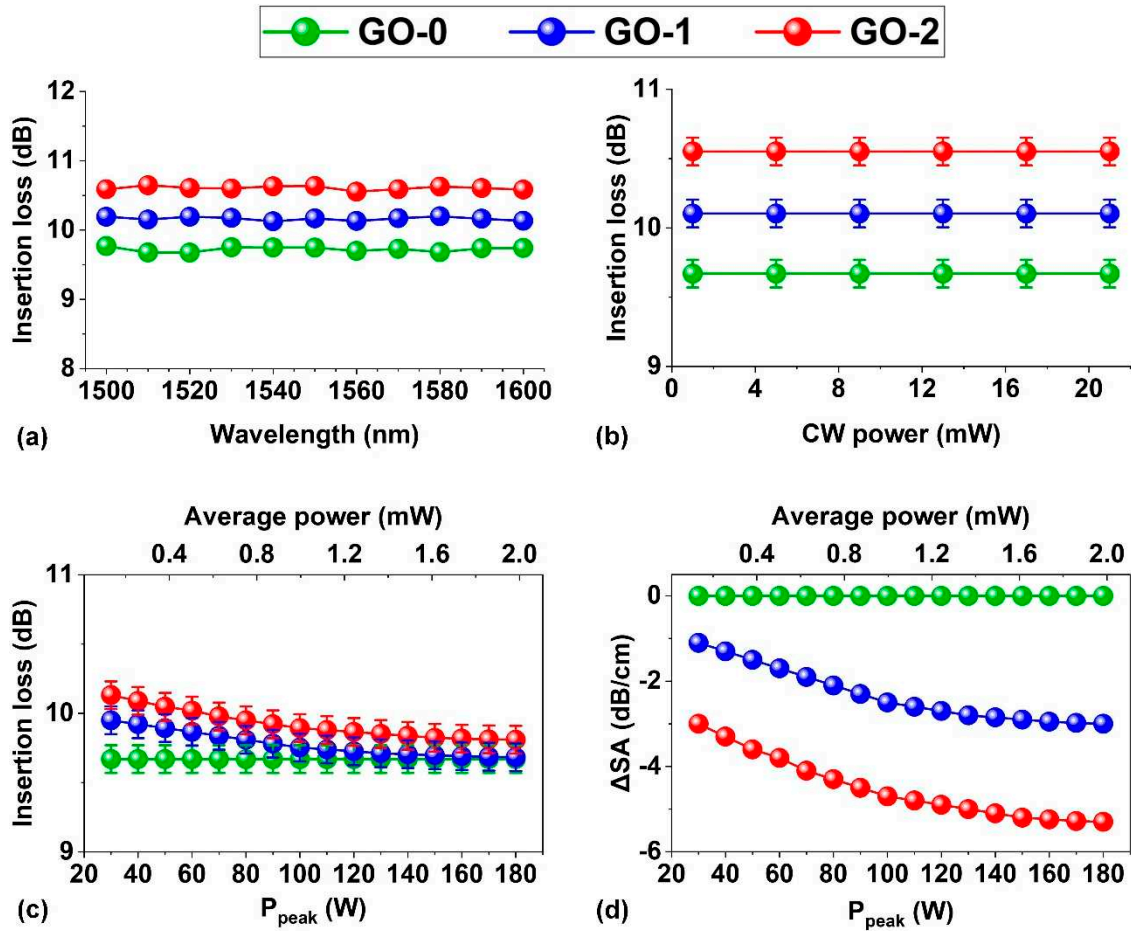 GO-0 GO-1 GO-2
12
11
10
9
8
Insertion loss (dB)
1500 1520 1540 1560 1580 1600
(a) Wavelength (nm)
11
10
9
Insertion loss (dB)
0 4 8 12 16 20
(b) CW power (mW)
Average power (mW)
0.4 0.8 1.2 1.6 2.0
11
10
9
Insertion loss (dB)
20 40 60 80 100 120 140 160 180
(c) Ppeak (W)
Average power (mW)
0.4 0.8 1.2 1.6 2.0
0
-2
-4
-6
ΔSA (dB/cm)
20 40 60 80 100 120 140 160 180
(d) Ppeak (W)